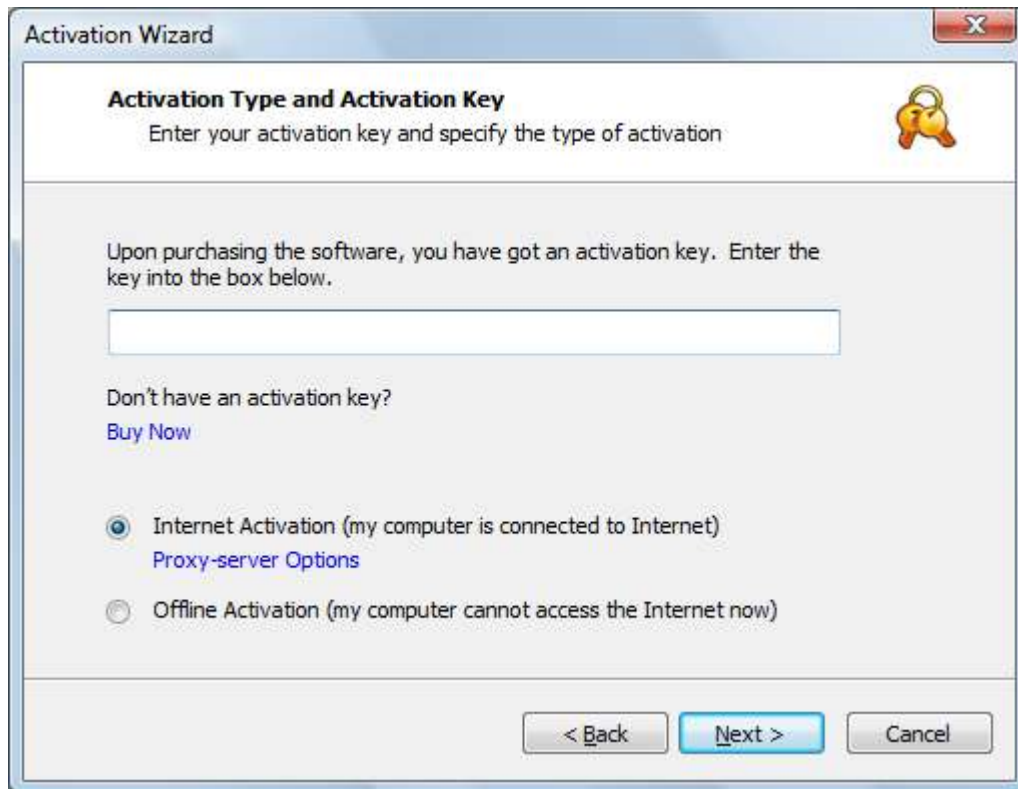 Activation Wizard
Activation Type and Activation Key
Enter your activation key and specify the type of activation
Upon purchasing the software, you have got an activation key.  Enter the
key into the box below.
Don't have an activation key?
Buy Now
Internet Activation (my computer is connected to Internet)
Proxy-server Options
Offline Activation (my computer cannot access the Internet now)
< Back
Next >
Cancel